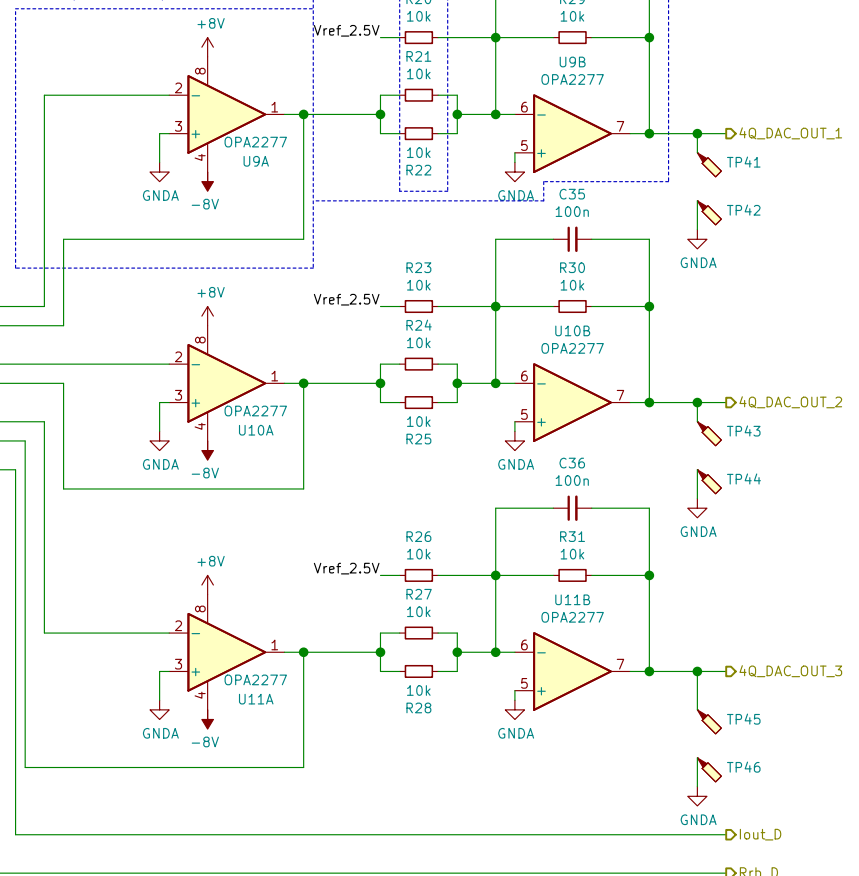 R20
10k
R29
10k
+8V
Vref_2.5V
R21
10k
U9B
OPA2277
8
2
−
1
3
+
4
OPA2277
U9A
GNDA
−8V
10k
R22
6
−
7
5
+
GNDA
4Q_DAC_OUT_1
TP41
TP42
GNDA
C35
100n
+8V
Vref_2.5V
R23
10k
R30
10k
R24
10k
U10B
OPA2277
8
2
−
1
3
+
4
OPA2277
U10A
GNDA
−8V
10k
R25
6
−
7
5
+
GNDA
4Q_DAC_OUT_2
TP43
TP44
GNDA
C36
100n
+8V
Vref_2.5V
R26
10k
R31
10k
R27
10k
U11B
OPA2277
8
2
−
1
3
+
4
OPA2277
U11A
GNDA
−8V
10k
R28
6
−
7
5
+
GNDA
4Q_DAC_OUT_3
TP45
TP46
GNDA
Iout_D